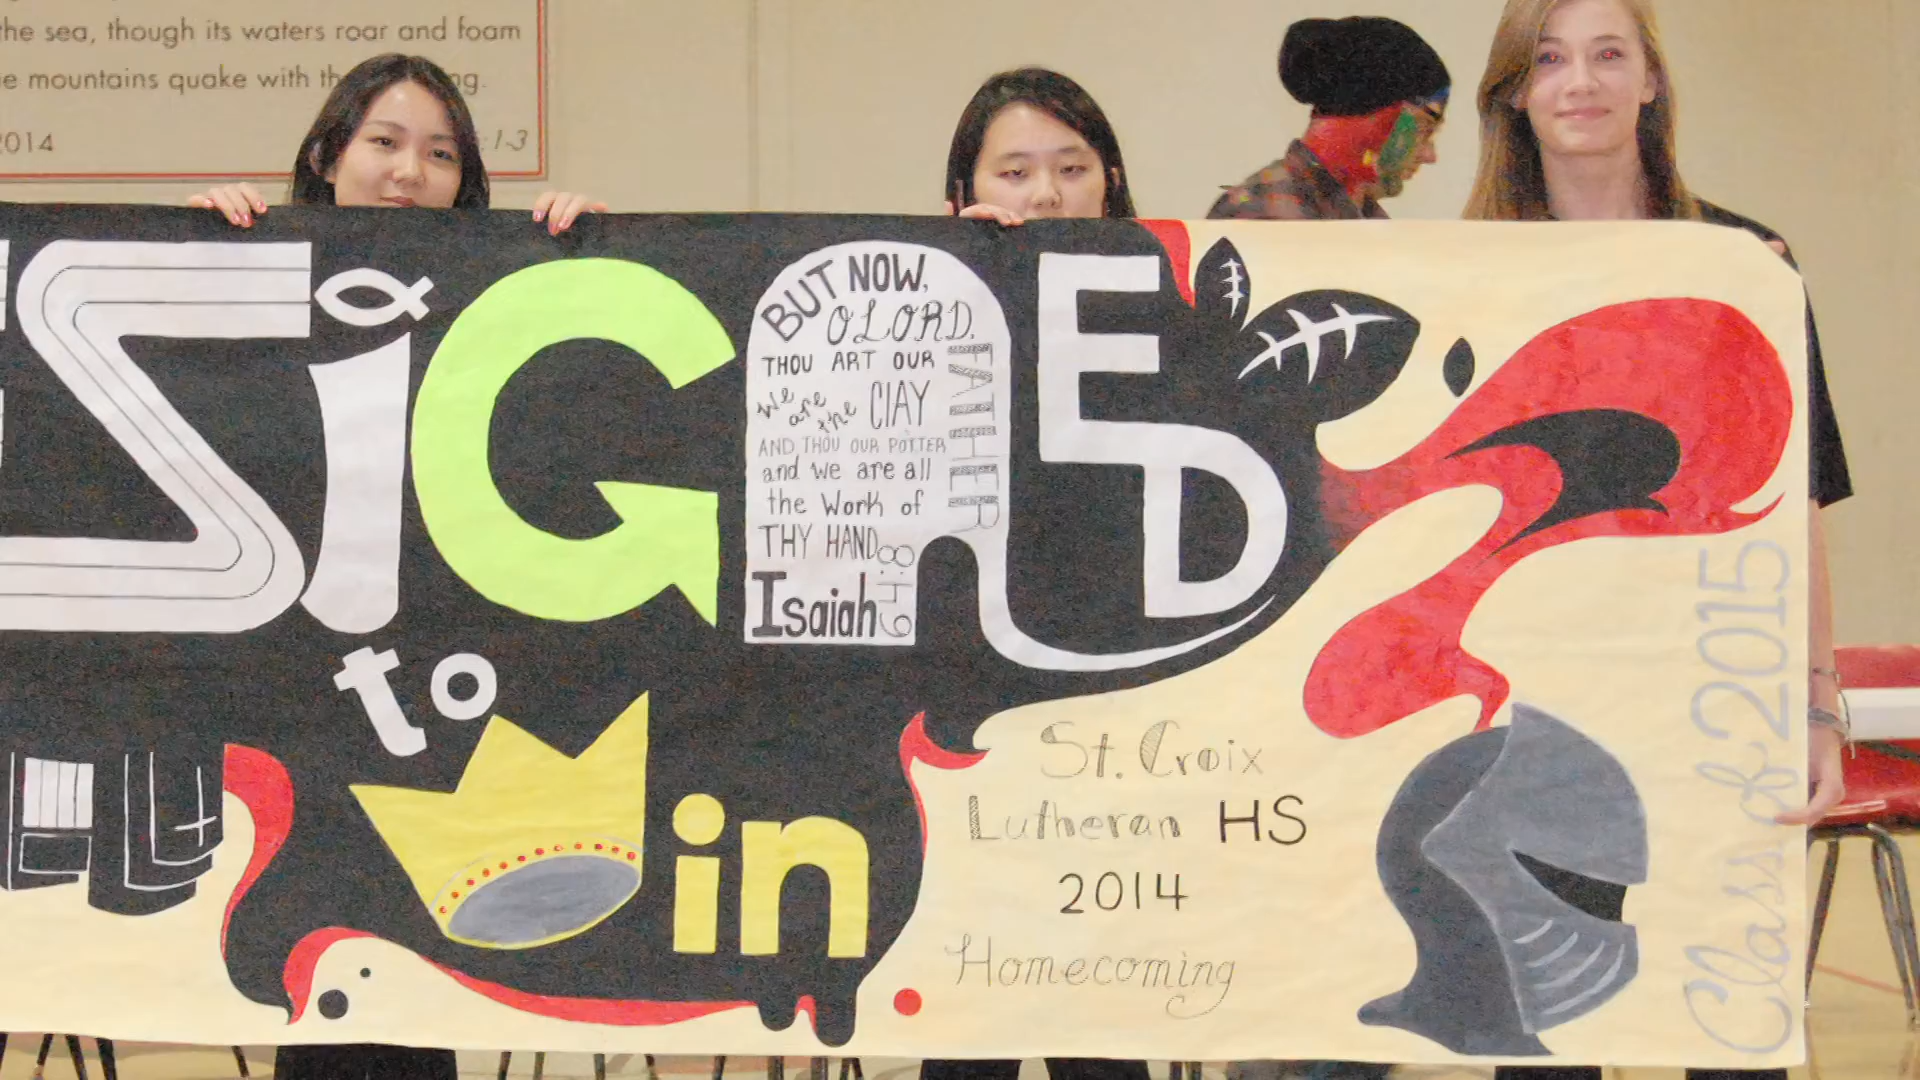 the sea, though its waters roar and foam
mountains quake with
2014
:1-3
SIGNED
BUT NOW,
O LORD,
THOU ART OUR
FATHER
We are the CLAY
AND THOU OUR POTTER
and we are all
the Work of
THY HAND
Isaiah 64:8
to
in
St. Croix
Lutheran HS
2014
Homecoming
Class of 2015